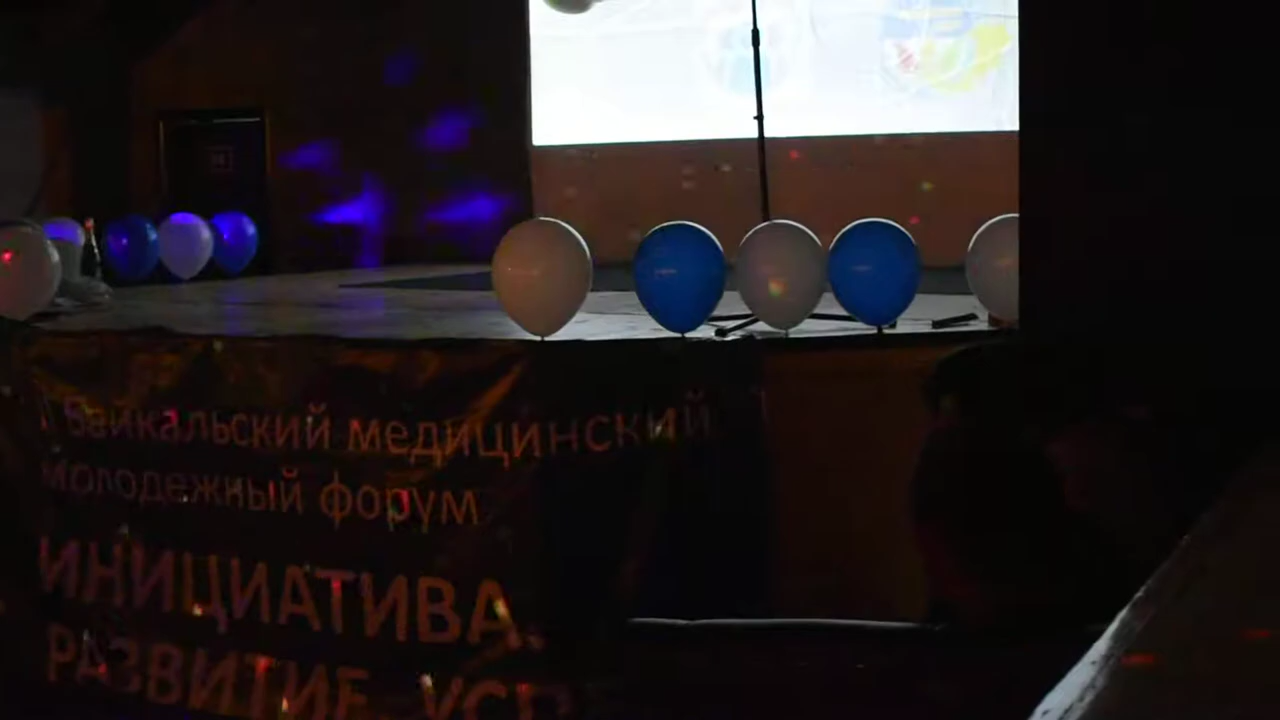 Байкальский медицинский
молодежный форум
ИНИЦИАТИВА.
РАЗВИТИЕ.